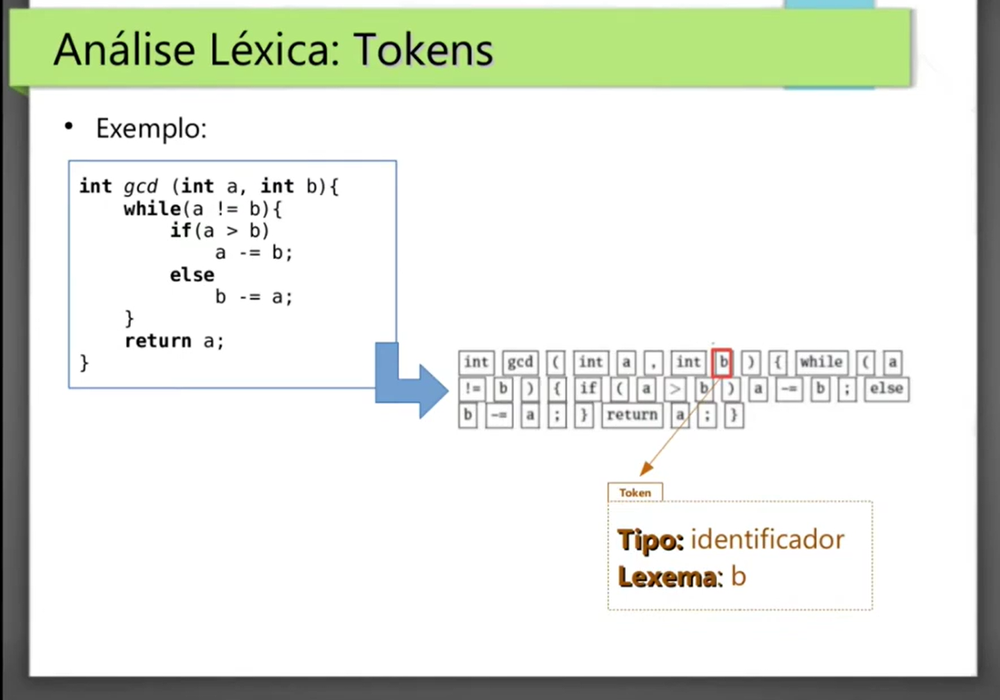 Análise Léxica: Tokens
• Exemplo:
int gcd (int a, int b){
while(a != b){
if(a > b)
a -= b;
else
b -= a;
}
return a;
}
int gcd ( int a , int b ) { while ( a
!= b ) { if ( a > b ) a -= b ; else
b -= a ; } return a ; }
Token
Tipo: identificador
Lexema: b